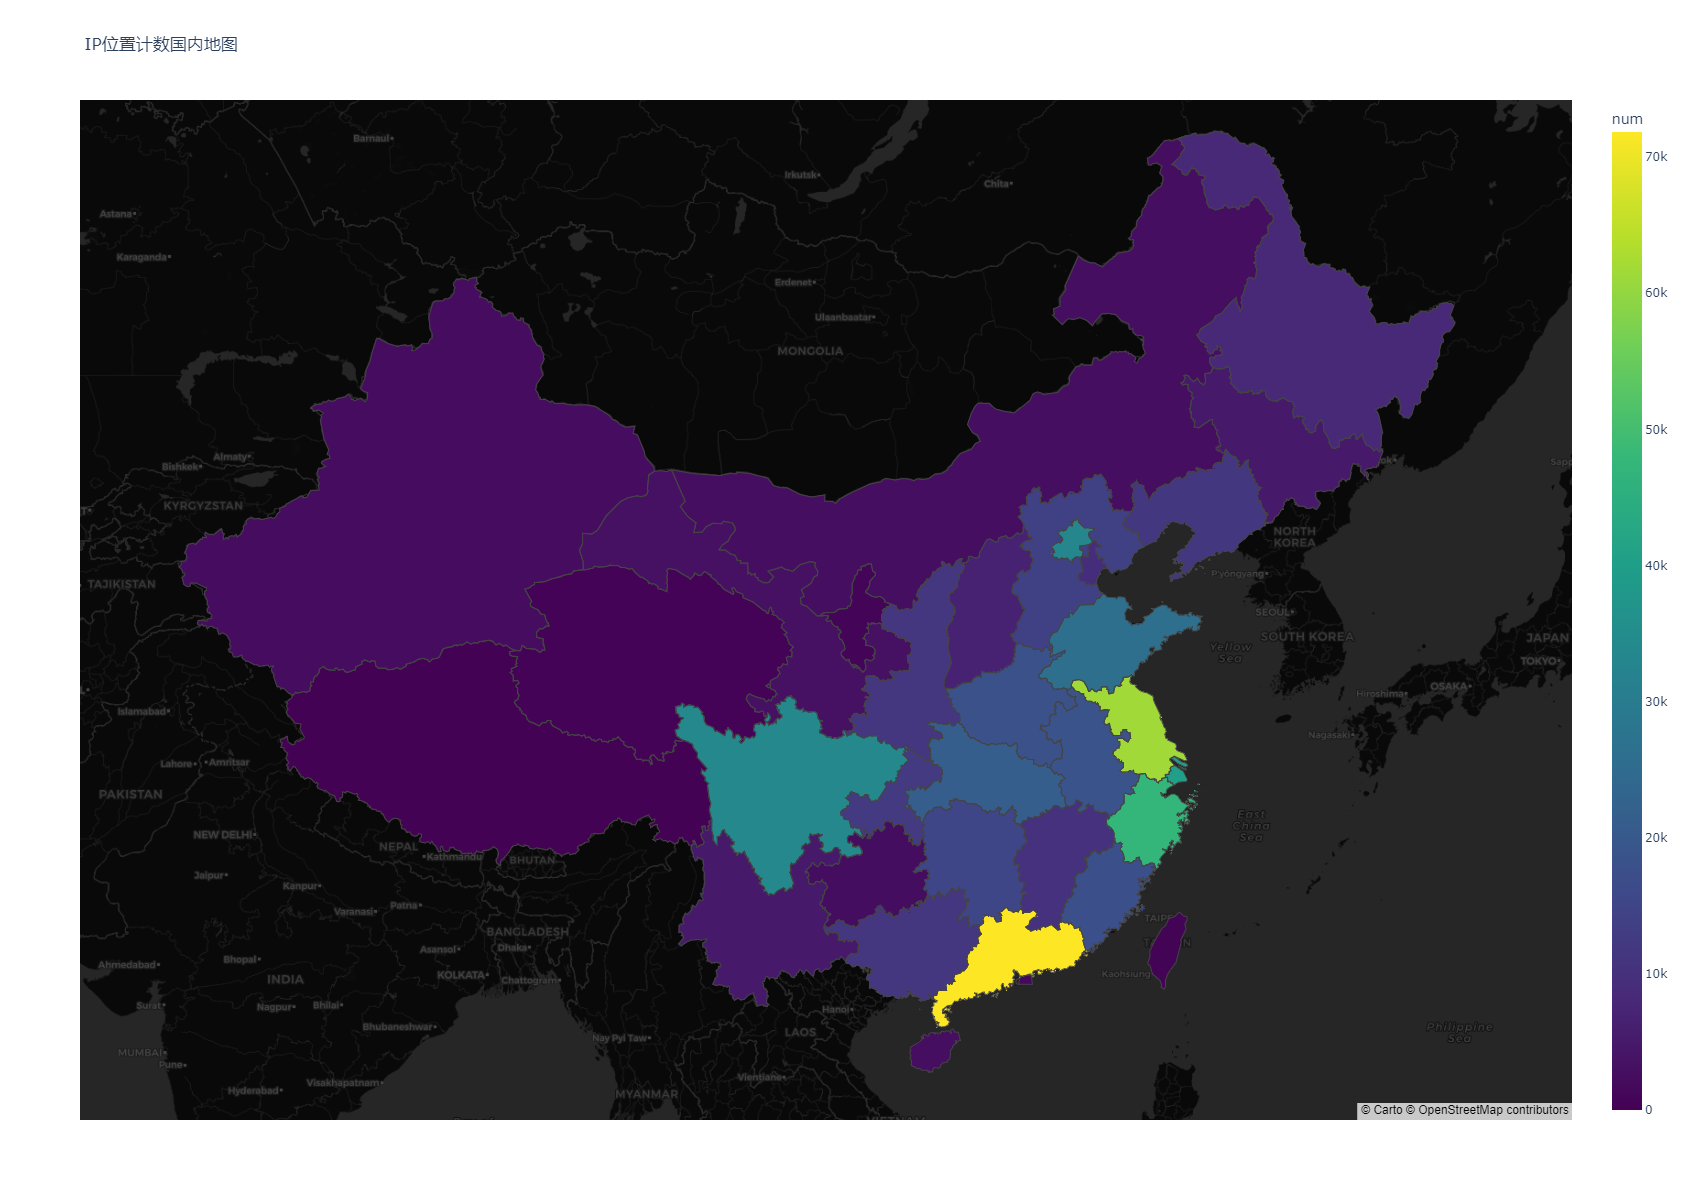 IP位置计数国内地图
num
70k
60k
50k
40k
30k
20k
10k
0
Barnaul
Irkutsk
Chita
Astana
Karaganda
Erdenet
Ulaanbaatar
MONGOLIA
Almaty
Bishkek
KYRGYZSTAN
TAJIKISTAN
NORTH
KOREA
P'yŏngyang
SEOUL
SOUTH KOREA
JAPAN
TOKYO
OSAKA
Hiroshima
Nagasaki
Yellow
Sea
Islamabad
Lahore
Amritsar
PAKISTAN
NEW DELHI
NEPAL
Kathmandu
BHUTAN
Jaipur
Kanpur
Varanasi
Patna
BANGLADESH
Dhaka
Asansol
KOLKATA
Chattogram
Ahmedabad
Bhopal
INDIA
Surat
Nagpur
Bhilai
Bhubaneshwar
MUMBAI
Pune
Hyderabad
Visakhapatnam
Nay Pyi Taw
MYANMAR
Hanoi
LAOS
Vientiane
VIETNAM
East
China
Sea
Kaohsiung
Philippine
Sea
© Carto © OpenStreetMap contributors